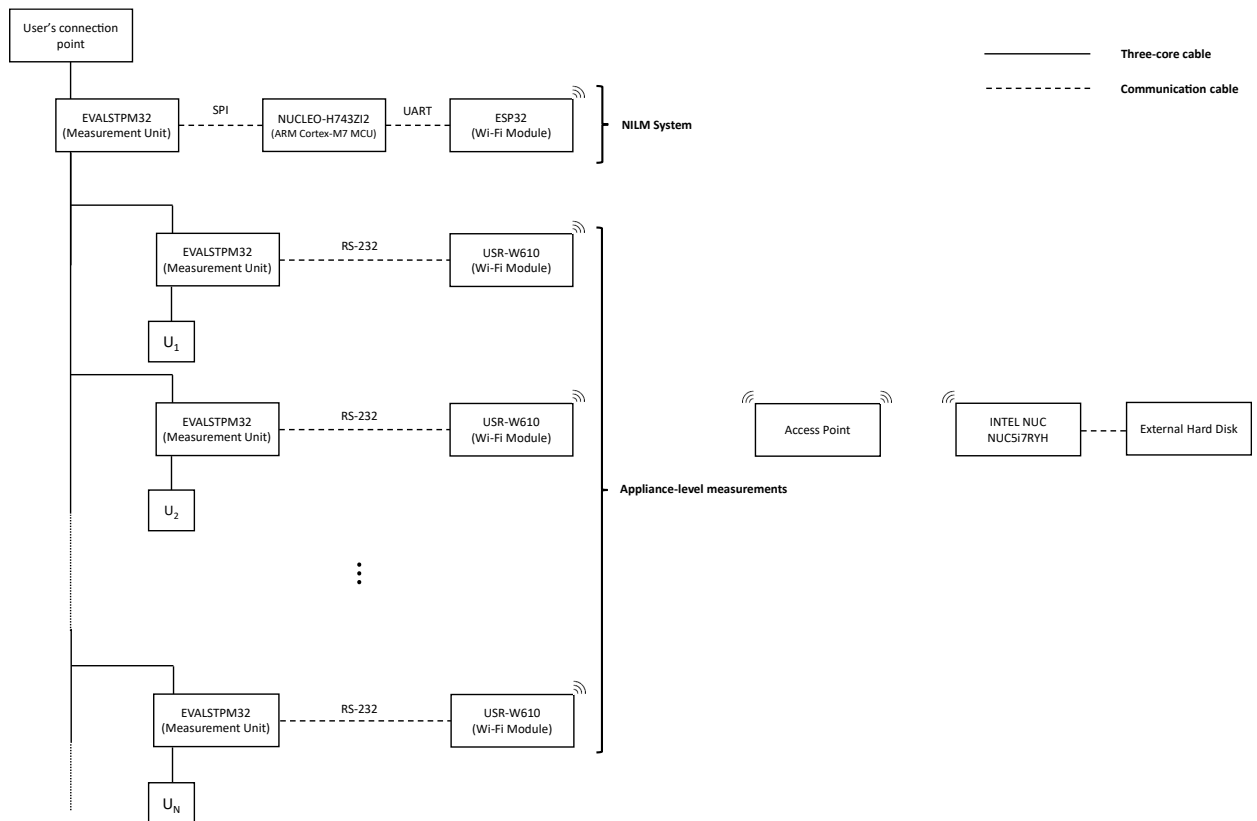 User's connection
point
Three-core cable
Communication cable
EVALSTPM32
(Measurement Unit)
SPI
NUCLEO-H743ZI2
(ARM Cortex-M7 MCU)
UART
ESP32
(Wi-Fi Module)
NILM System
EVALSTPM32
(Measurement Unit)
RS-232
USR-W610
(Wi-Fi Module)
U1
EVALSTPM32
(Measurement Unit)
RS-232
USR-W610
(Wi-Fi Module)
Access Point
INTEL NUC
NUC5i7RYH
External Hard Disk
U2
Appliance-level measurements
EVALSTPM32
(Measurement Unit)
RS-232
USR-W610
(Wi-Fi Module)
UN